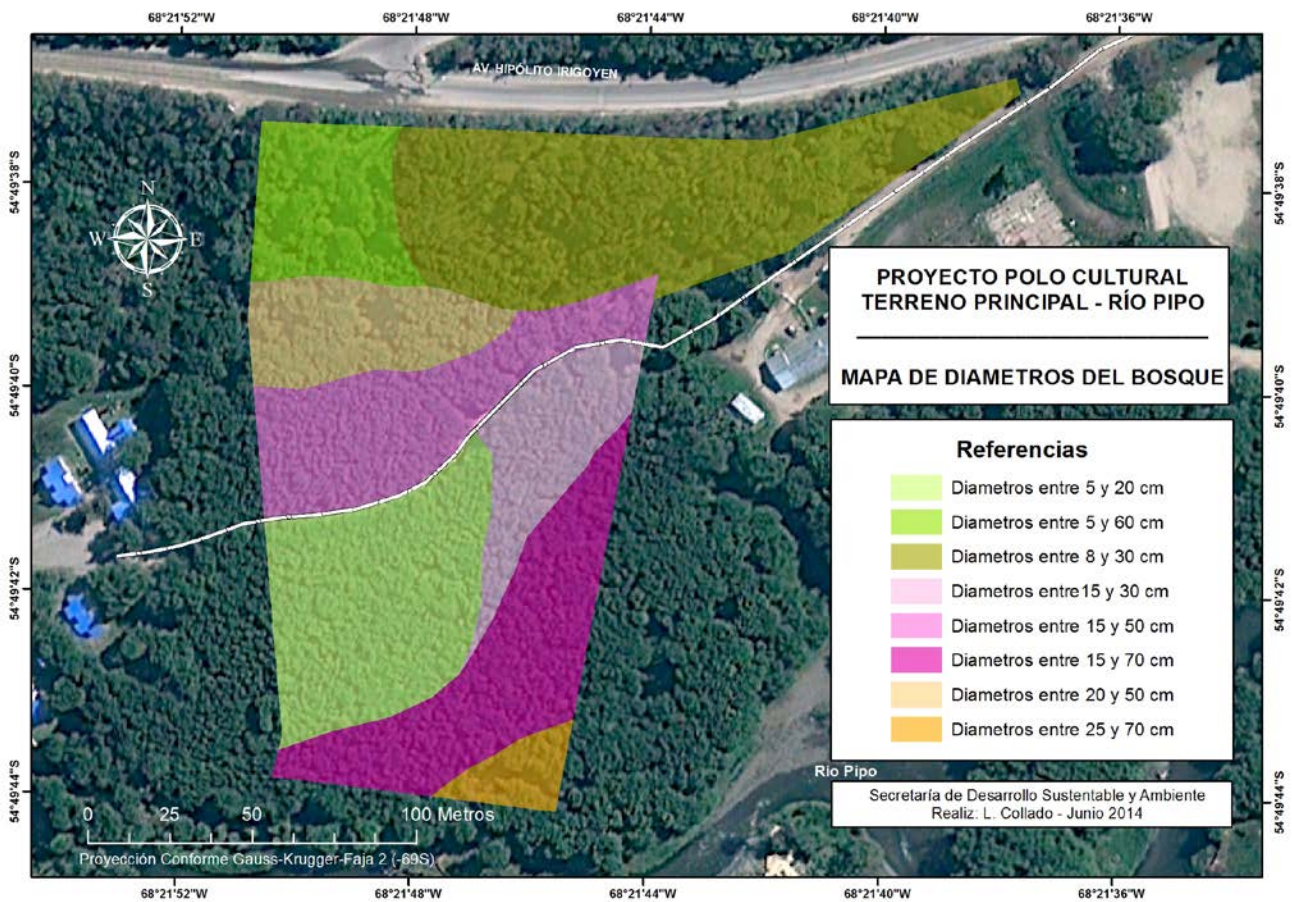 68°21'52"W 68°21'48"W 68°21'44"W 68°21'40"W 68°21'36"W
AV. HIPÓLITO IRIGOYEN
54°49'38"S 54°49'38"S
N
W E
S
PROYECTO POLO CULTURAL
TERRENO PRINCIPAL - RÍO PIPO
MAPA DE DIAMETROS DEL BOSQUE
54°49'40"S 54°49'40"S
Referencias
Diametros entre 5 y 20 cm
Diametros entre 5 y 60 cm
Diametros entre 8 y 30 cm
Diametros entre 15 y 30 cm
Diametros entre 15 y 50 cm
Diametros entre 15 y 70 cm
Diametros entre 20 y 50 cm
Diametros entre 25 y 70 cm
54°49'42"S 54°49'42"S
Río Pipo
54°49'44"S 54°49'44"S
Secretaría de Desarrollo Sustentable y Ambiente
Realiz: L. Collado - Junio 2014
0 25 50 100 Metros
Proyección Conforme Gauss-Krugger-Faja 2 (-69S)
68°21'52"W 68°21'48"W 68°21'44"W 68°21'40"W 68°21'36"W